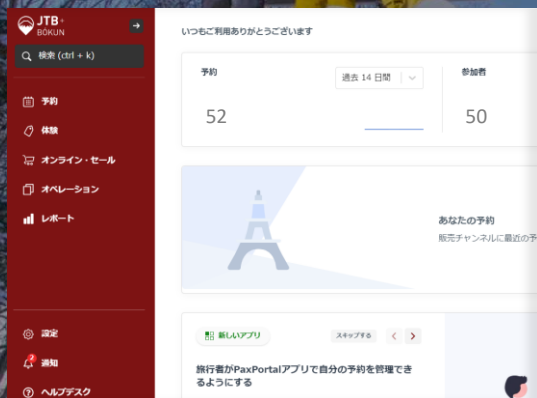 JTB+
BÓKUN
検索 (ctrl + k)
予約
体験
オンライン・セール
オペレーション
レポート
設定
2
通知
ヘルプデスク
いつもご利用ありがとうございます
予約
過去 14 日間
参加者
52
50
あなたの予約
販売チャンネルに最近の予
新しいアプリ
スキップする
旅行者がPaxPortalアプリで自分の予約を管理でき
るようにする